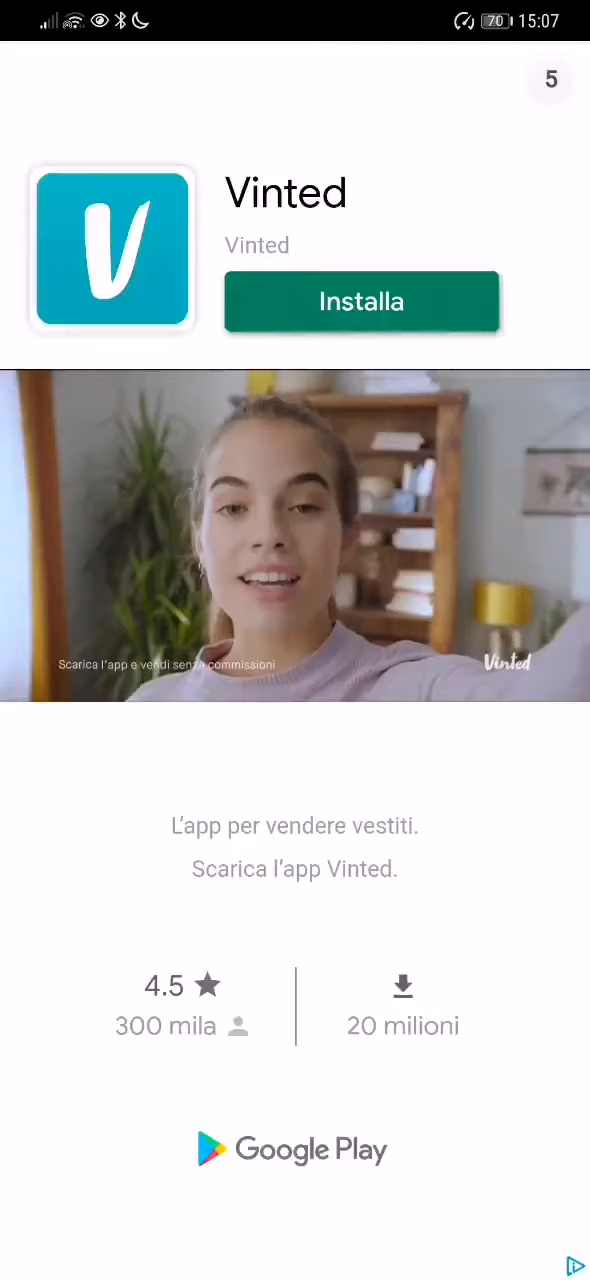 70 15:07
5
Vinted
Vinted
Installa
Scarica l'app e vendi senza commissioni
Vinted
L'app per vendere vestiti.
Scarica l'app Vinted.
4.5
300 mila
20 milioni
Google Play